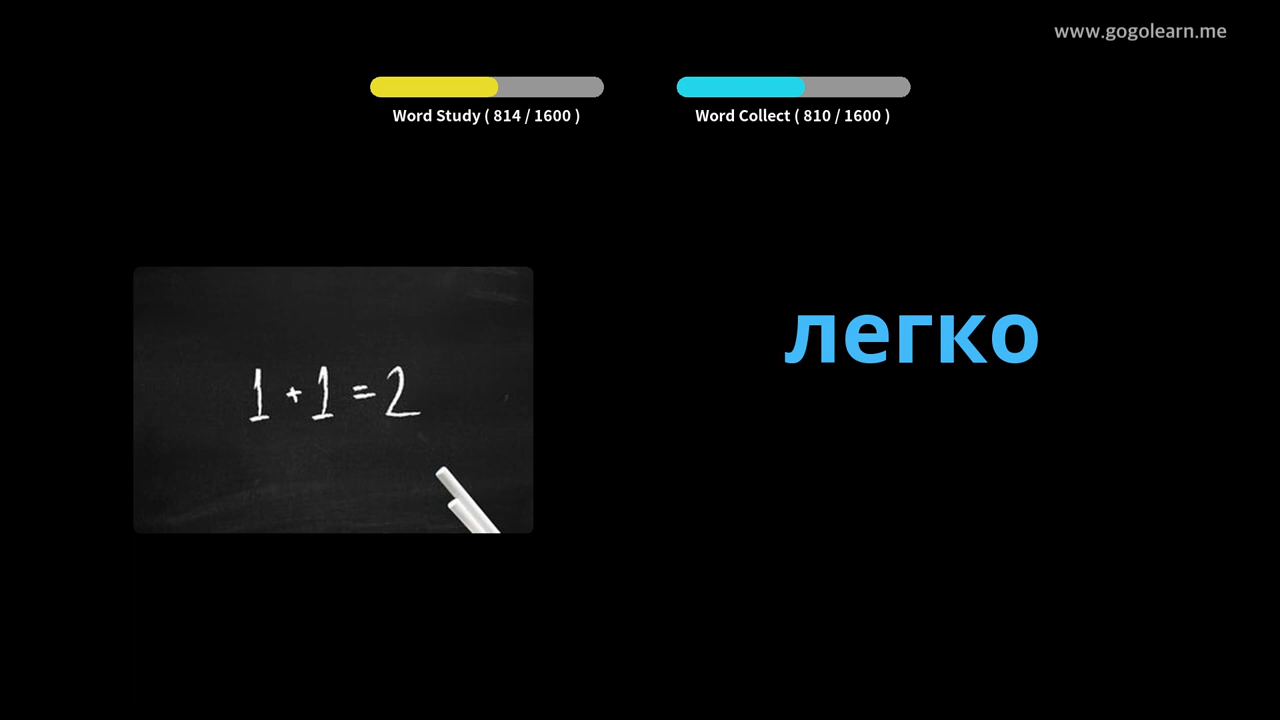 www.gogolearn.me
Word Study ( 814 / 1600 )
Word Collect ( 810 / 1600 )
легко
1 + 1 = 2